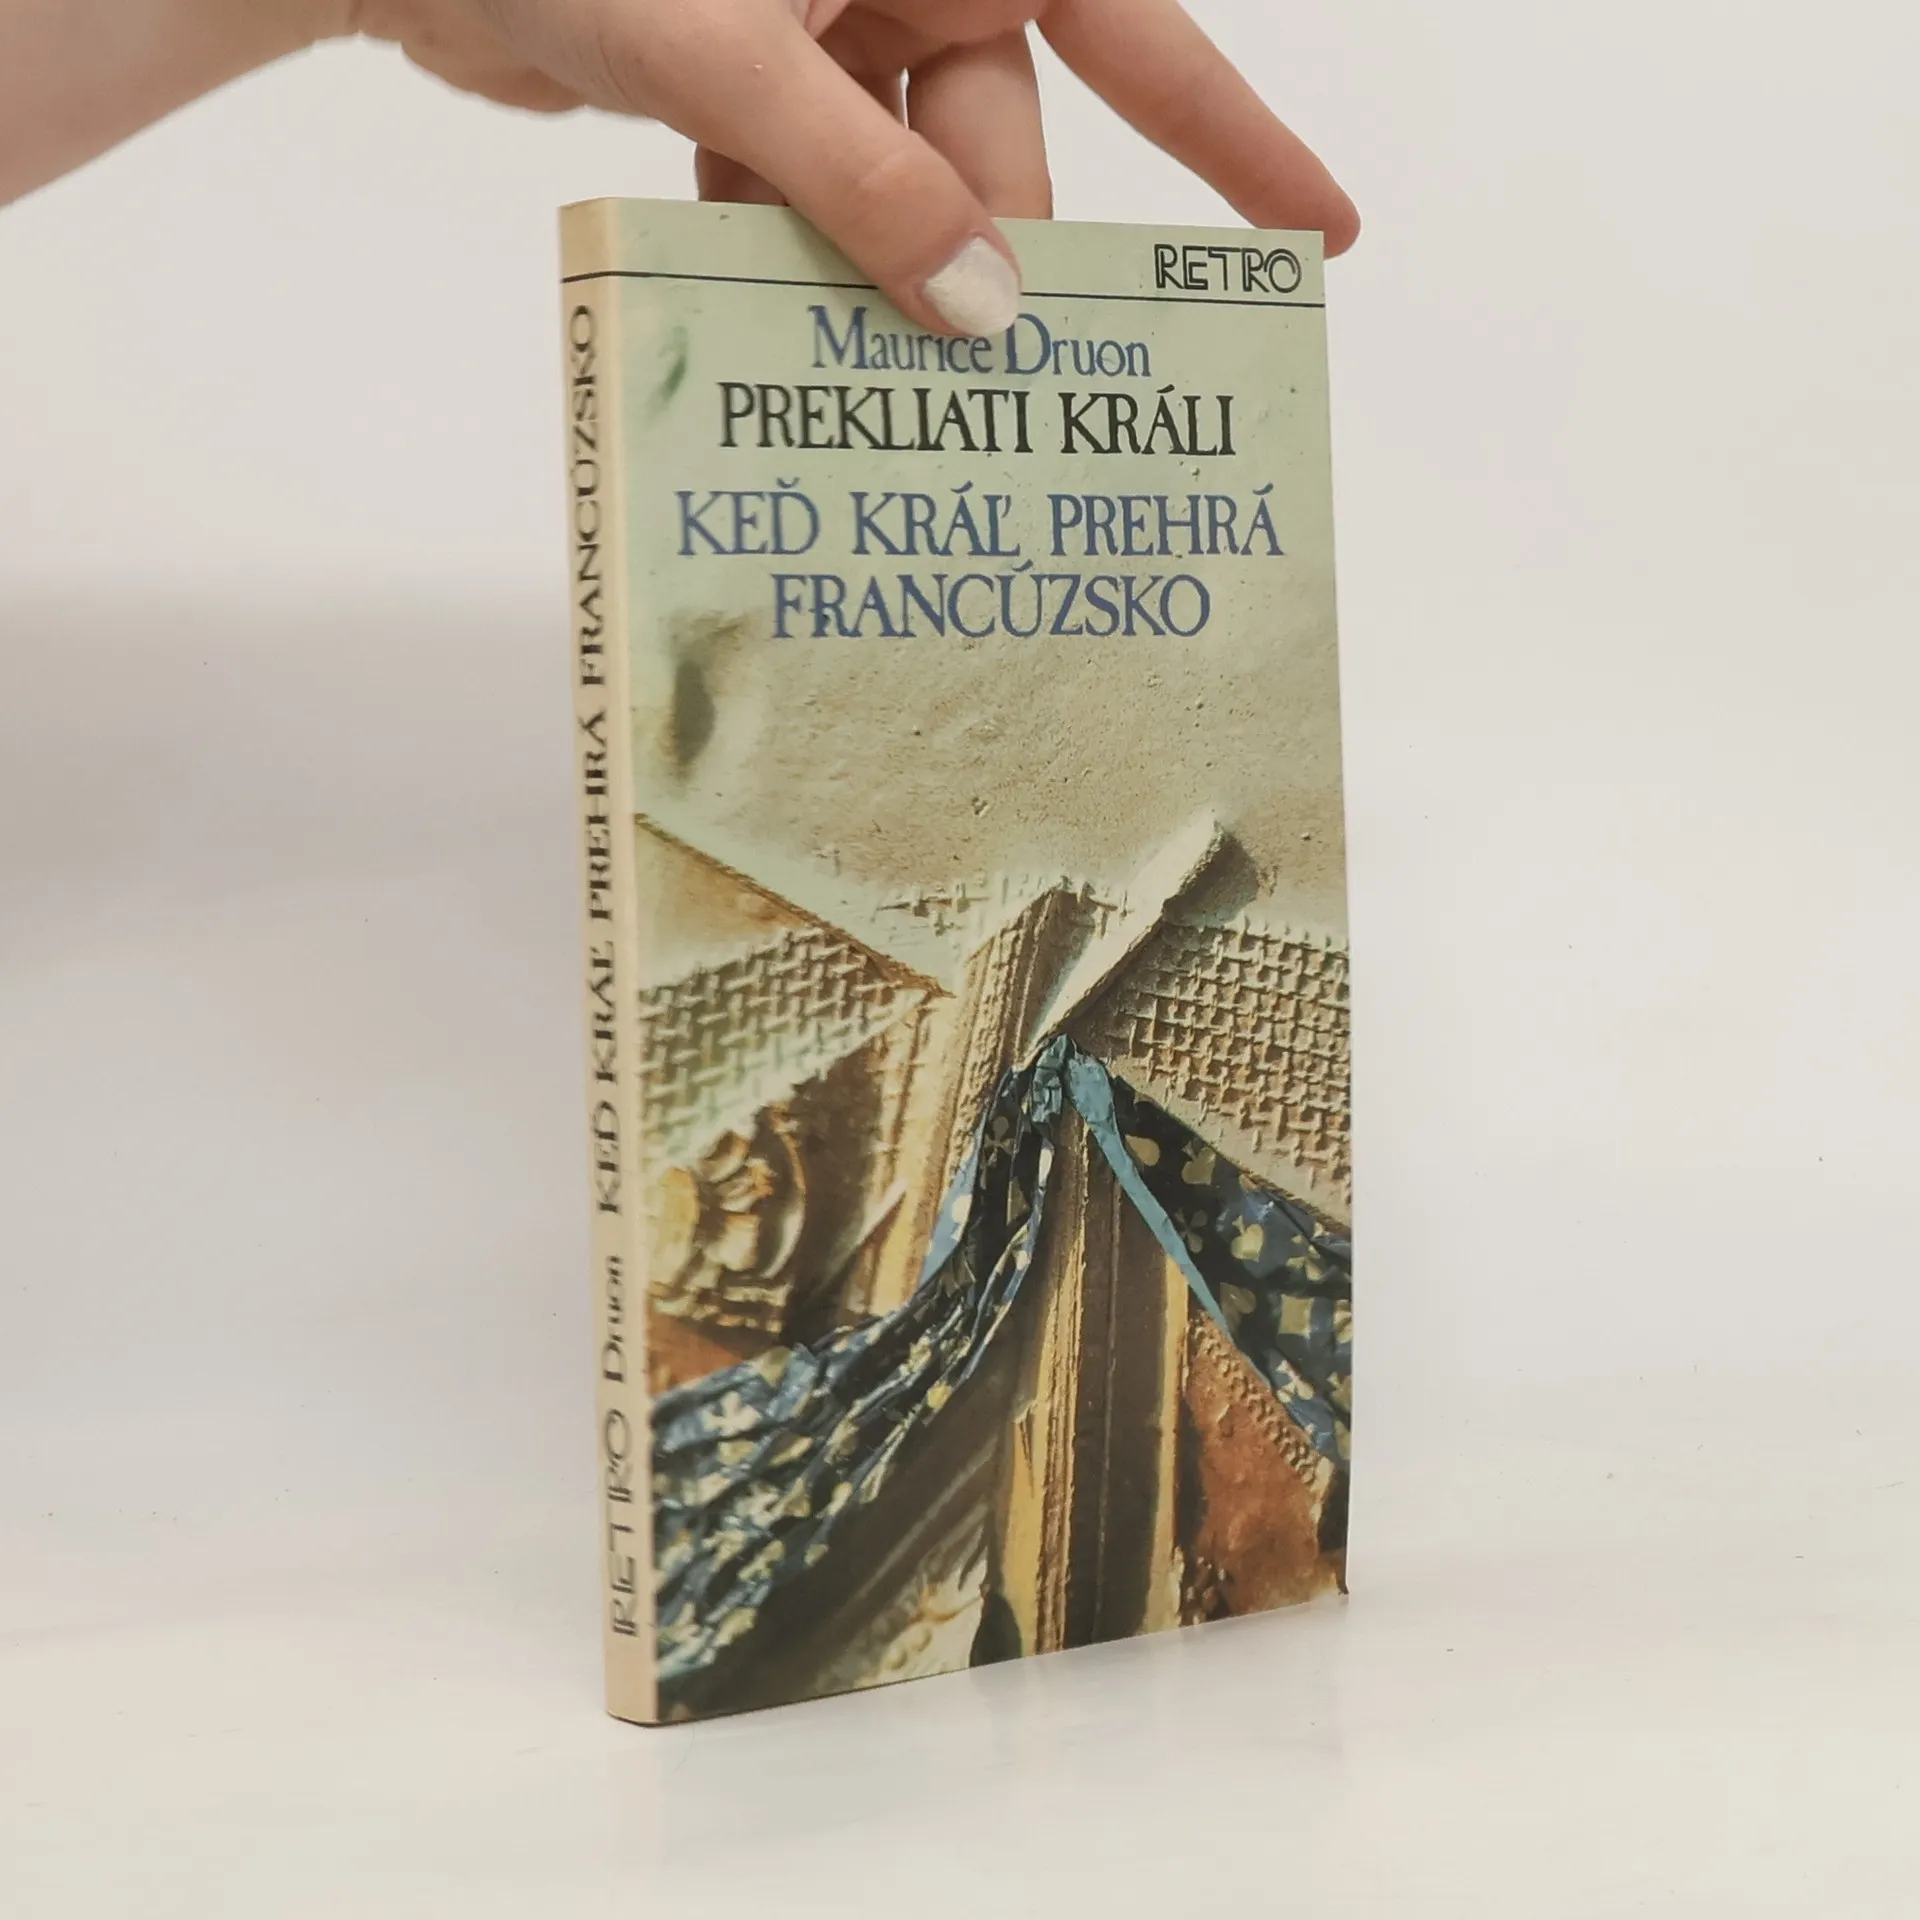 RETRO
Maurice Druon
PREKLIATI KRÁLI
KEĎ KRÁĽ PREHRÁ
FRANCÚZSKO
RETRO Druon KEĎ KRÁĽ PREHRÁ FRANCÚZSKO